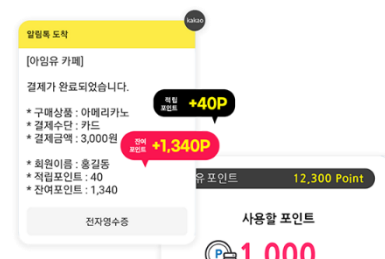 kakao
알림톡 도착
[아임유 카페]
결제가 완료되었습니다.
* 구매상품 : 아메리카노
* 결제수단 : 카드
* 결제금액 : 3,000원
* 회원이름 : 홍길동
* 적립포인트 : 40
* 잔여포인트 : 1,340
전자영수증
적립
포인트 +40P
잔여
포인트 +1,340P
유 포인트 12,300 Point
사용할 포인트
P 1,000